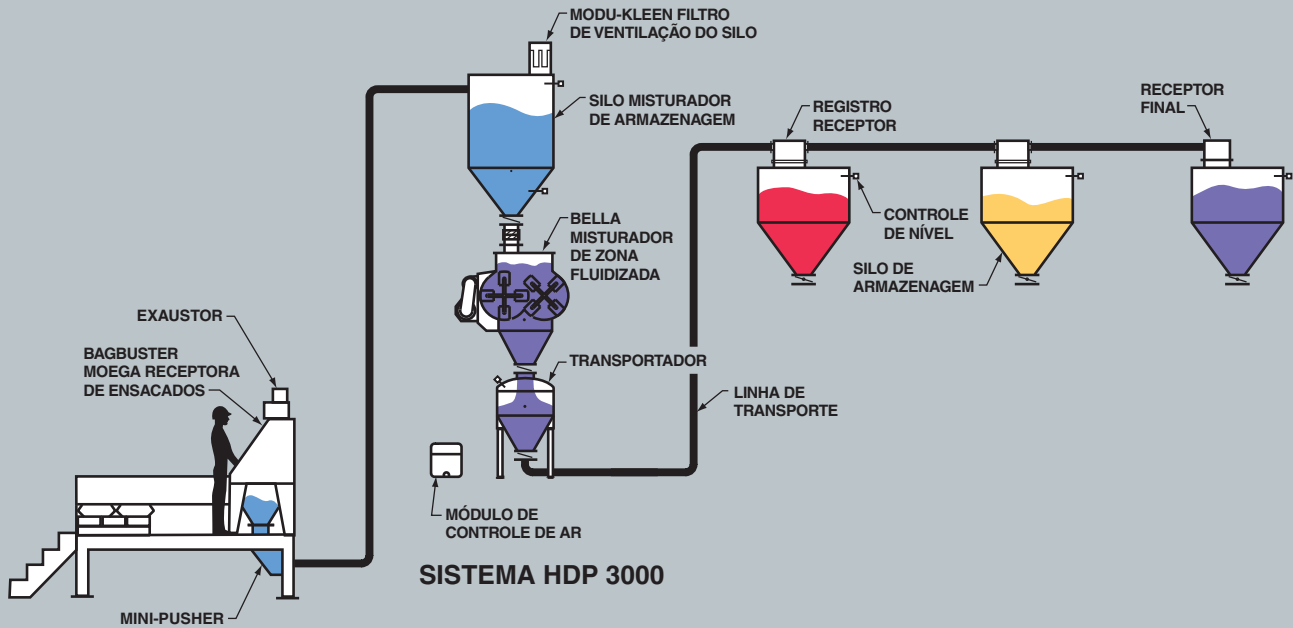 MODU-KLEEN FILTRO
DE VENTILAÇÃO DO SILO
SILO MISTURADOR
DE ARMAZENAGEM
REGISTRO
RECEPTOR
RECEPTOR
FINAL
CONTROLE
DE NÍVEL
SILO DE
ARMAZENAGEM
BELLA
MISTURADOR
DE ZONA
FLUIDIZADA
EXAUSTOR
BAGBUSTER
MOEGA RECEPTORA
DE ENSACADOS
TRANSPORTADOR
LINHA DE
TRANSPORTE
MÓDULO DE
CONTROLE DE AR
SISTEMA HDP 3000
MINI-PUSHER